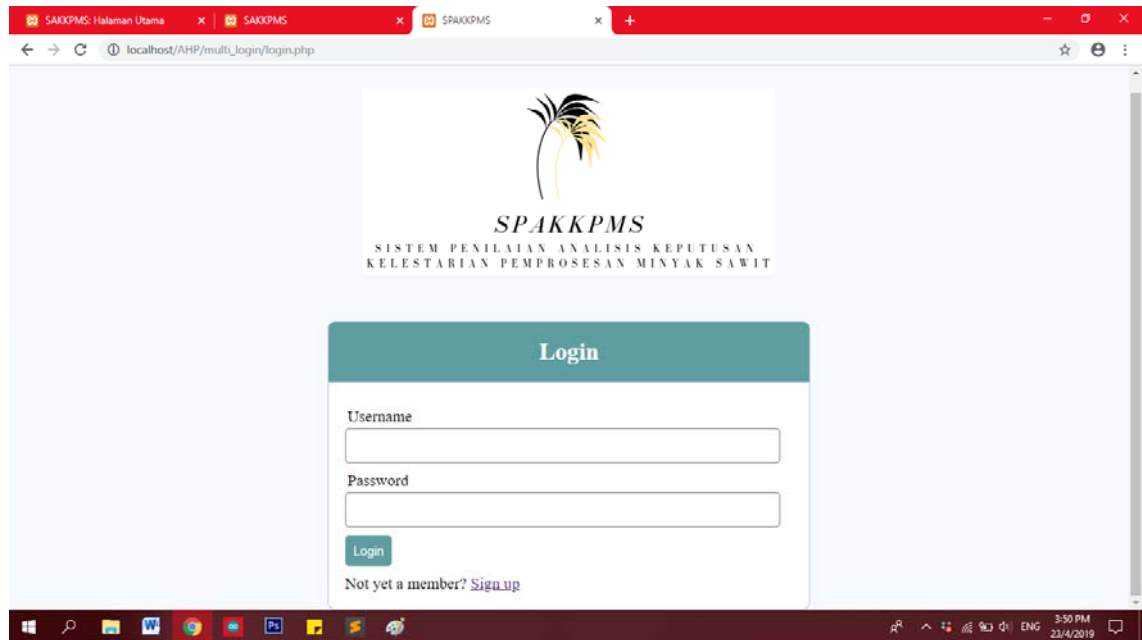 SAKKPMS: Halaman Utama
SAKKPMS
SPAKKPMS
localhost/AHP/multi_login/login.php
SPAKKPMS
SISTEM PENILAIAN ANALISIS KEPUTUSAN
KELESTARIAN PEMPROSESAN MINYAK SAWIT
Login
Username
Password
Login
Not yet a member? Sign up
W
Ps
ENG
3:50 PM
23/4/2019